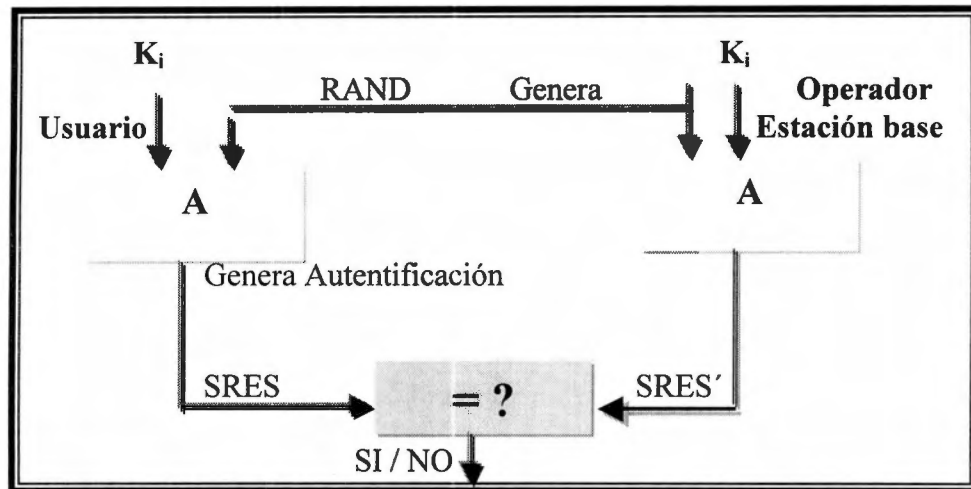 Kᵢ Kᵢ
RAND Genera Operador
Usuario Estación base
A A
Genera Autentificación
SRES = ? SRES´
SI / NO